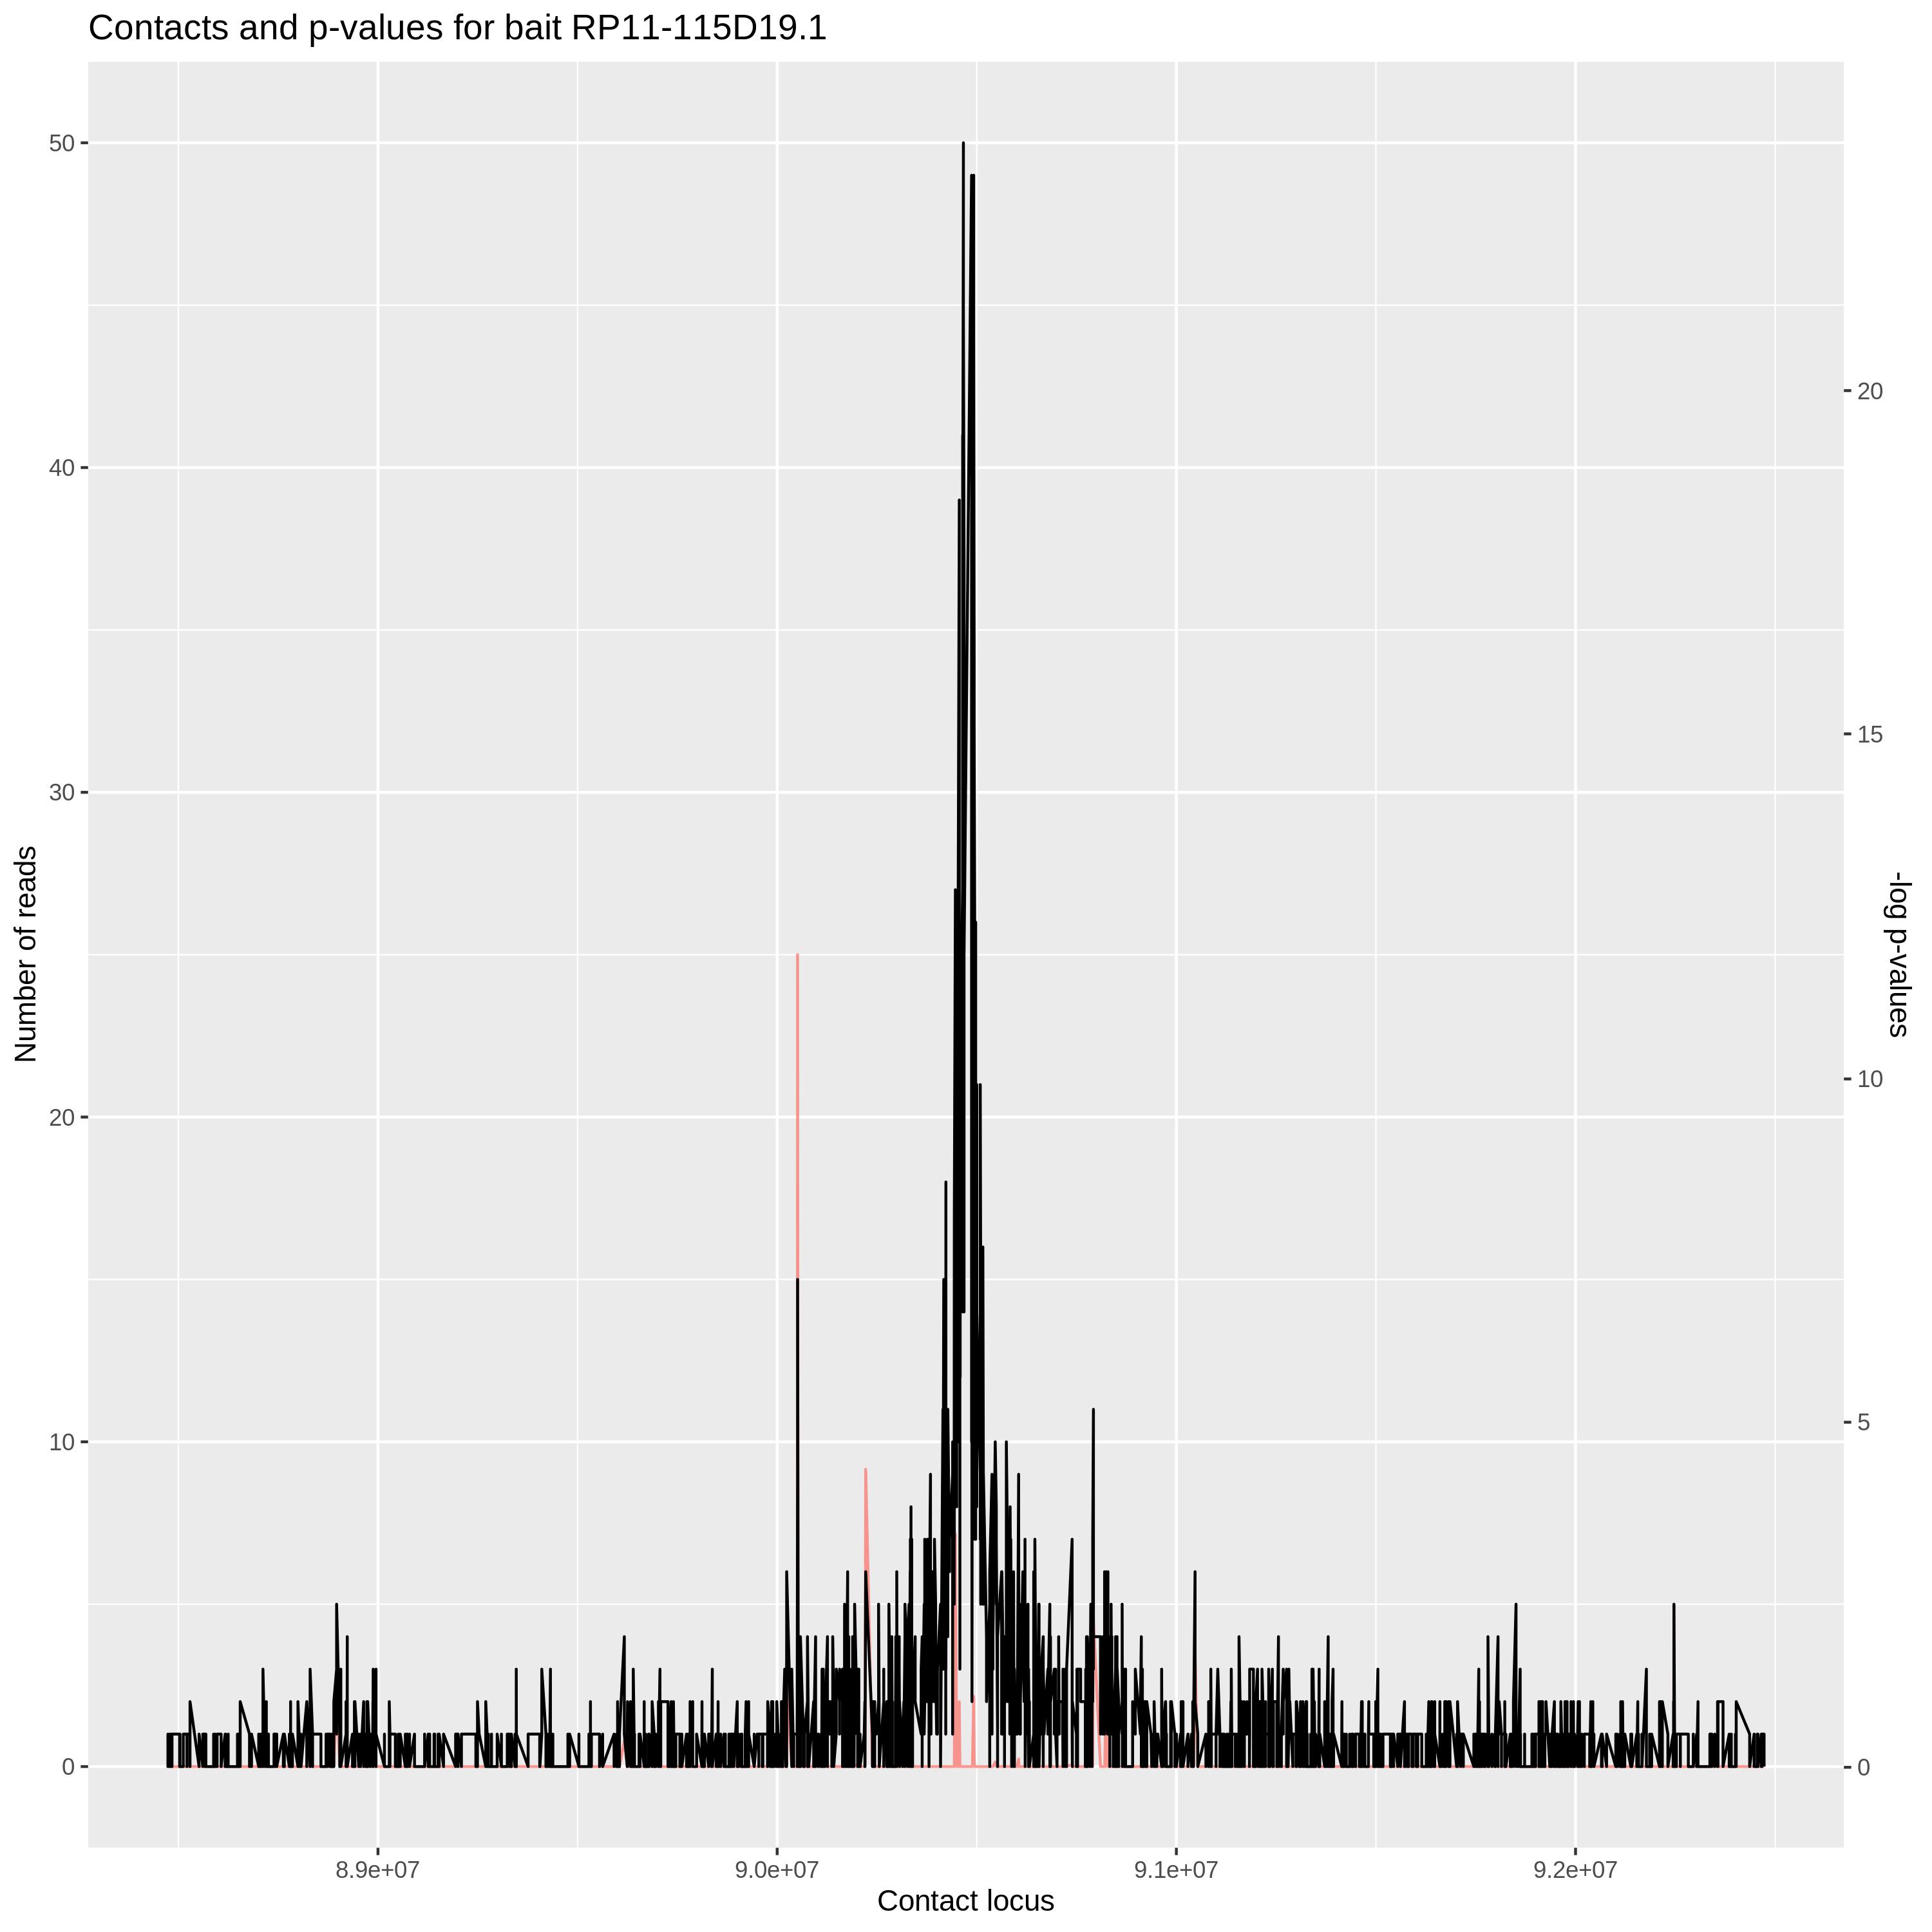 Contacts and p-values for bait RP11-115D19.1
50
40
30
20
10
0
Number of reads
20
15
10
5
0
-log p-values
8.9e+07
9.0e+07
9.1e+07
9.2e+07
Contact locus